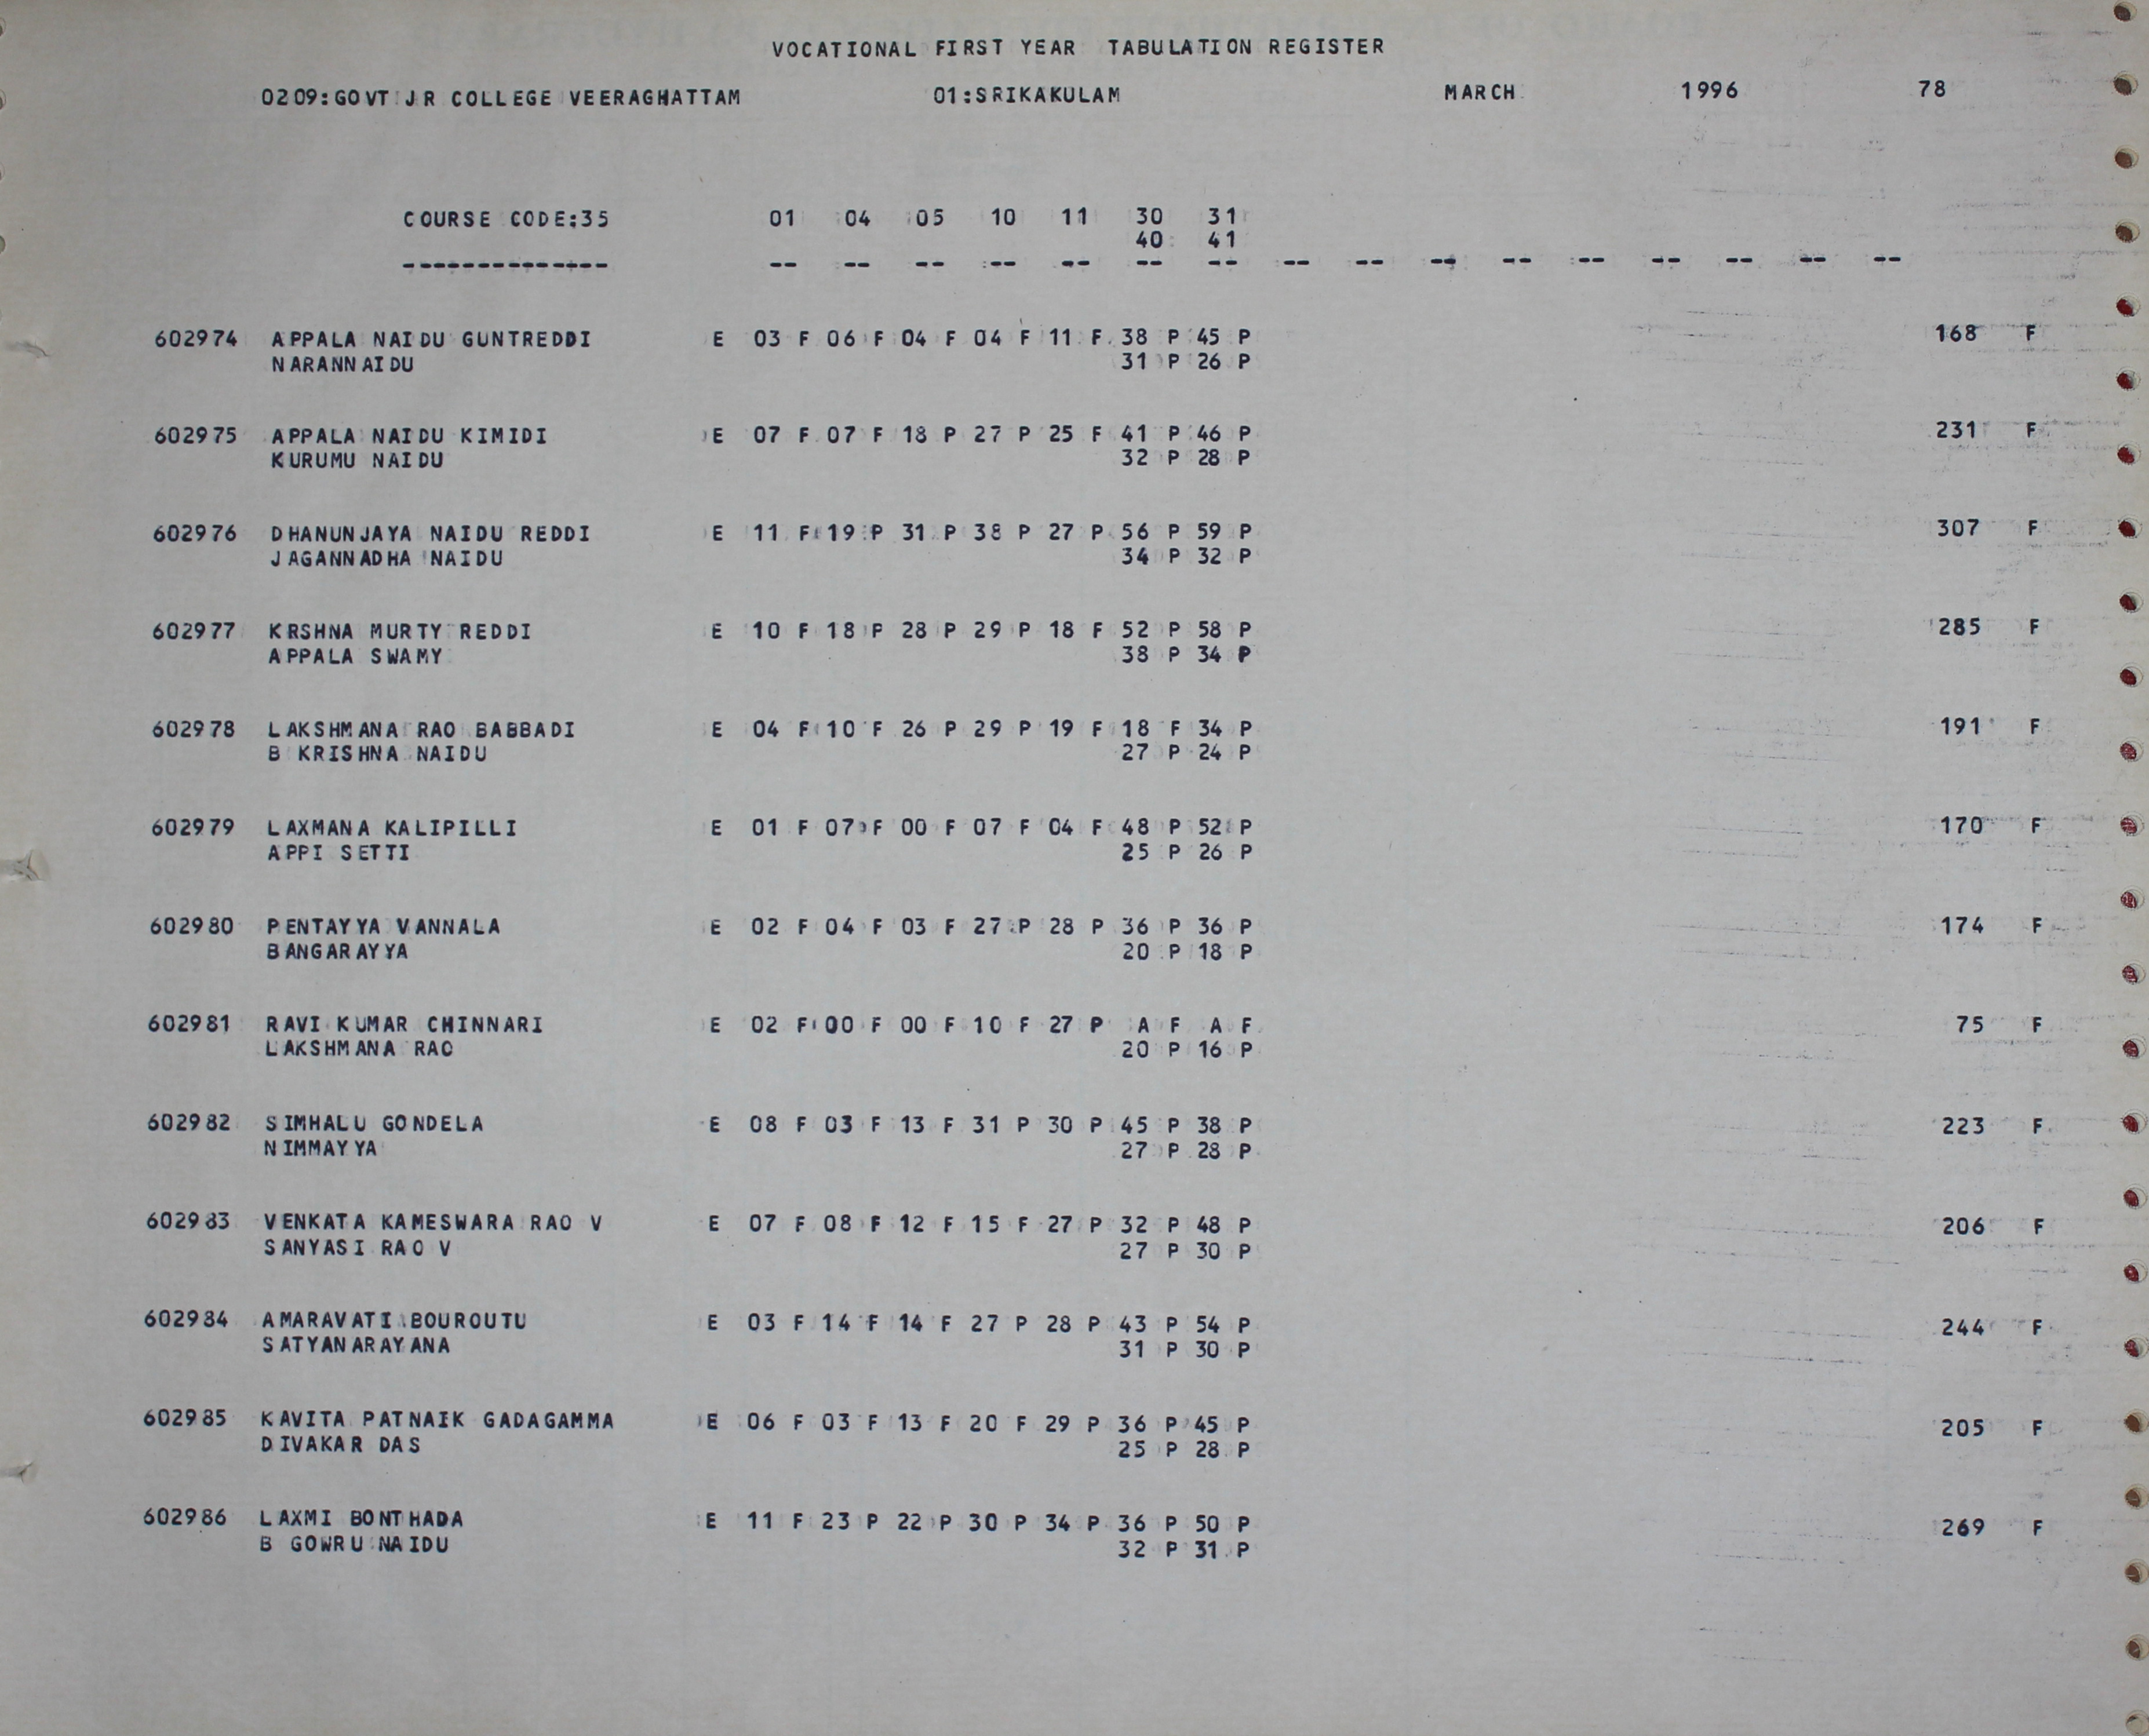 VOCATIONAL FIRST YEAR TABULATION REGISTER
0209:GOVT JR COLLEGE VEERAGHATTAM 01:SRIKAKULAM MARCH 1996 78
COURSE CODE:35 01 04 05 10 11 30 31
40 41
-------------- -- -- -- -- -- -- -- -- -- -- -- -- -- -- -- --
602974 APPALA NAIDU GUNTREDDI E 03 F 06 F 04 F 04 F 11 F 38 P 45 P 168 F
NARANNAIDU 31 P 26 P
602975 APPALA NAIDU KIMIDI E 07 F 07 F 18 P 27 P 25 F 41 P 46 P 231 F
KURUMU NAIDU 32 P 28 P
602976 DHANUNJAYA NAIDU REDDI E 11 F 19 P 31 P 38 P 27 P 56 P 59 P 307 F
JAGANNADHA NAIDU 34 P 32 P
602977 KRSHNA MURTY REDDI E 10 F 18 P 28 P 29 P 18 F 52 P 58 P 285 F
APPALA SWAMY 38 P 34 P
602978 LAKSHMANA RAO BABBADI E 04 F 10 F 26 P 29 P 19 F 18 F 34 P 191 F
B KRISHNA NAIDU 27 P 24 P
602979 LAXMANA KALIPILLI E 01 F 07 F 00 F 07 F 04 F 48 P 52 P 170 F
APPI SETTI 25 P 26 P
602980 PENTAYYA VANNALA E 02 F 04 F 03 F 27 P 28 P 36 P 36 P 174 F
BANGARAYYA 20 P 18 P
602981 RAVI KUMAR CHINNARI E 02 F 00 F 00 F 10 F 27 P A F A F 75 F
LAKSHMANA RAO 20 P 16 P
602982 SIMHALU GONDELA E 08 F 03 F 13 F 31 P 30 P 45 P 38 P 223 F
NIMMAYYA 27 P 28 P
602983 VENKATA KAMESWARA RAO V E 07 F 08 F 12 F 15 F 27 P 32 P 48 P 206 F
SANYASI RAO V 27 P 30 P
602984 AMARAVATI BOUROUTU E 03 F 14 F 14 F 27 P 28 P 43 P 54 P 244 F
SATYANARAYANA 31 P 30 P
602985 KAVITA PATNAIK GADAGAMMA E 06 F 03 F 13 F 20 F 29 P 36 P 45 P 205 F
DIVAKAR DAS 25 P 28 P
602986 LAXMI BONTHADA E 11 F 23 P 22 P 30 P 34 P 36 P 50 P 269 F
B GOWRU NAIDU 32 P 31 P